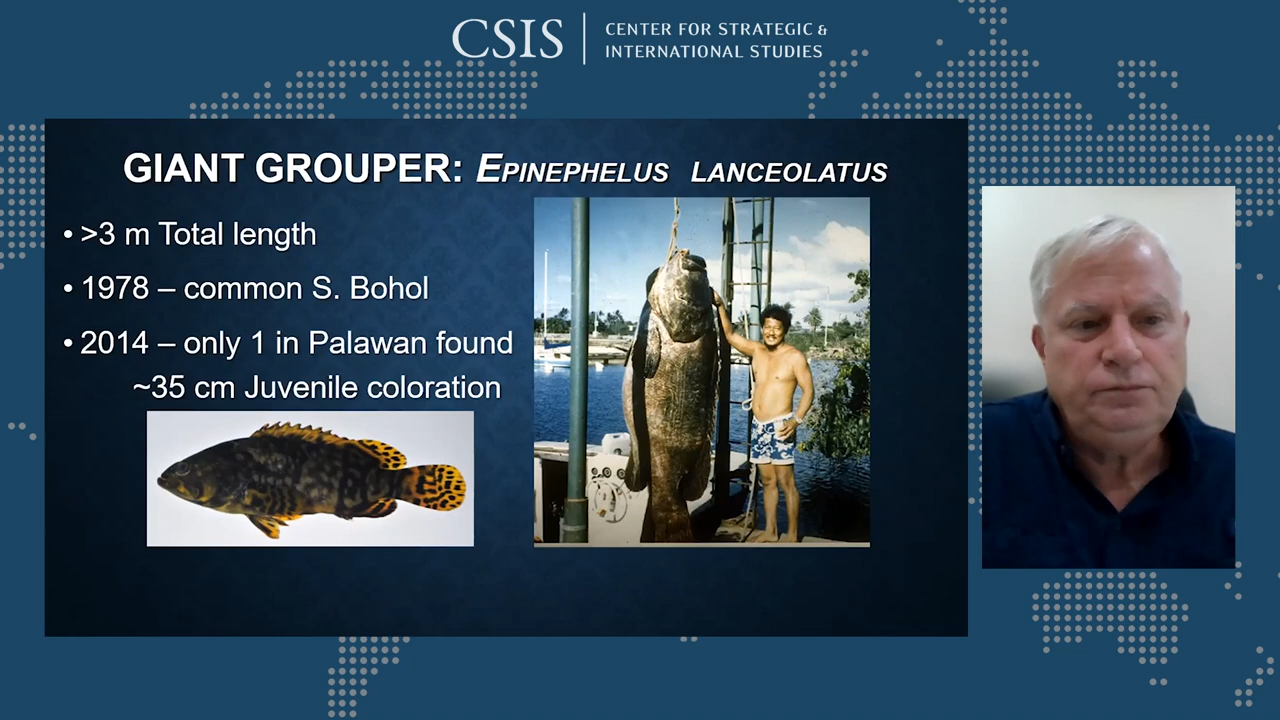 CSIS
CENTER FOR STRATEGIC &
INTERNATIONAL STUDIES
GIANT GROUPER: EPINEPHELUS LANCEOLATUS
• >3 m Total length
• 1978 – common S. Bohol
• 2014 – only 1 in Palawan found
~35 cm Juvenile coloration